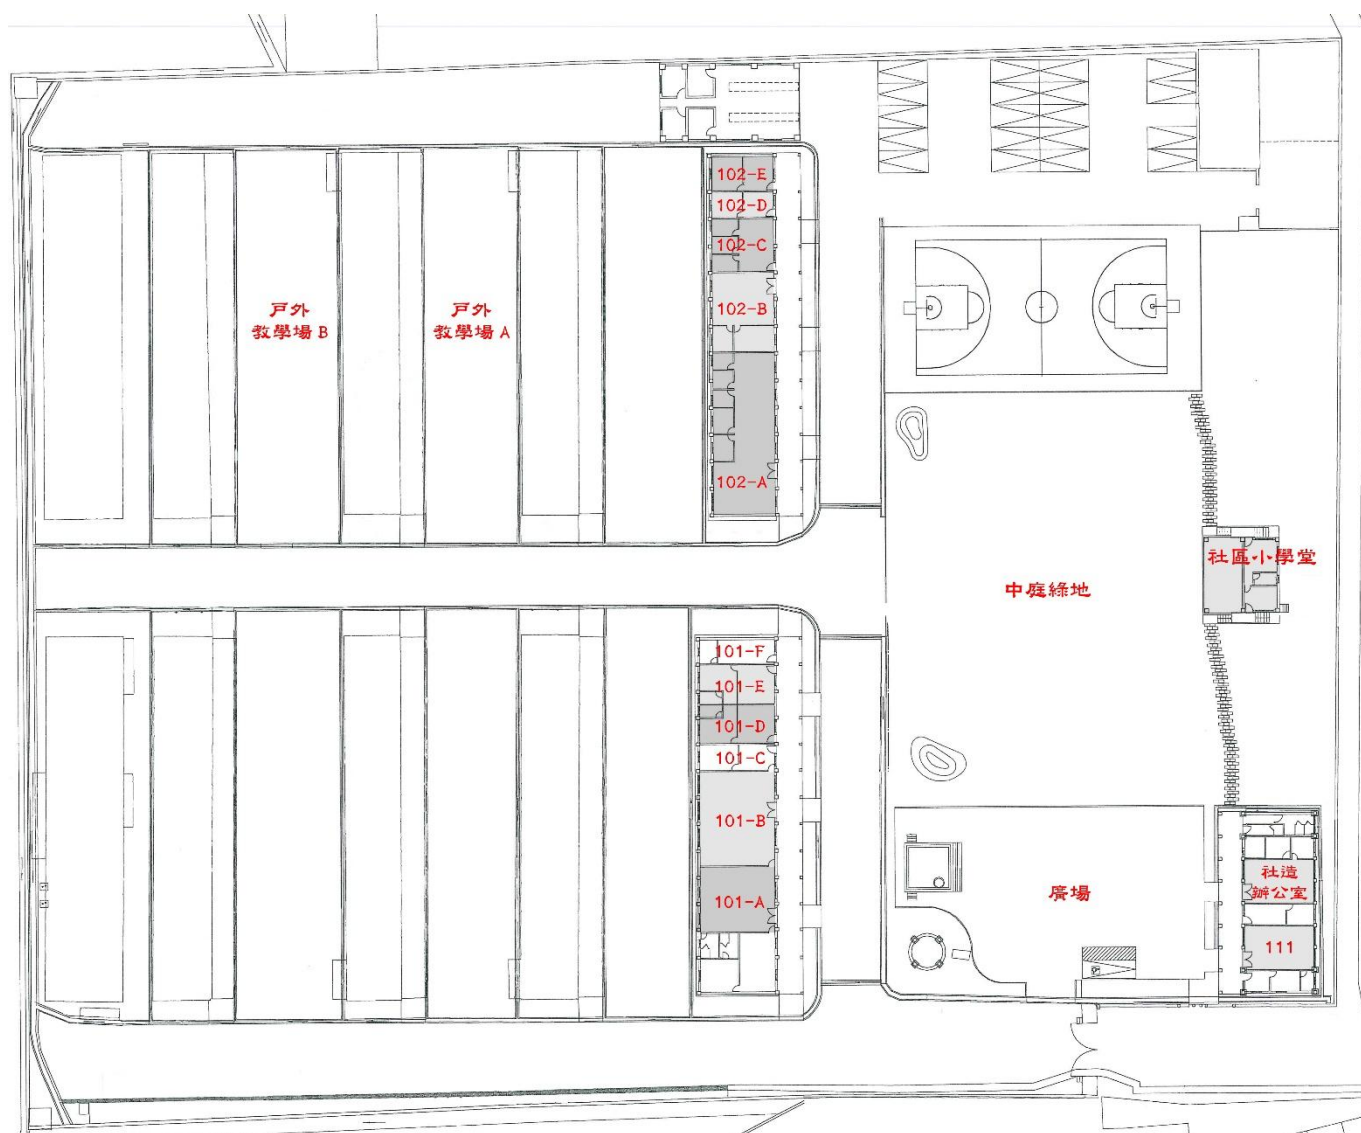 102-E
102-D
102-C
102-B
102-A
戶外
教學場 B
戶外
教學場 A
社區小學堂
中庭綠地
101-F
101-E
101-D
101-C
101-B
101-A
廣場
社造
辦公室
111